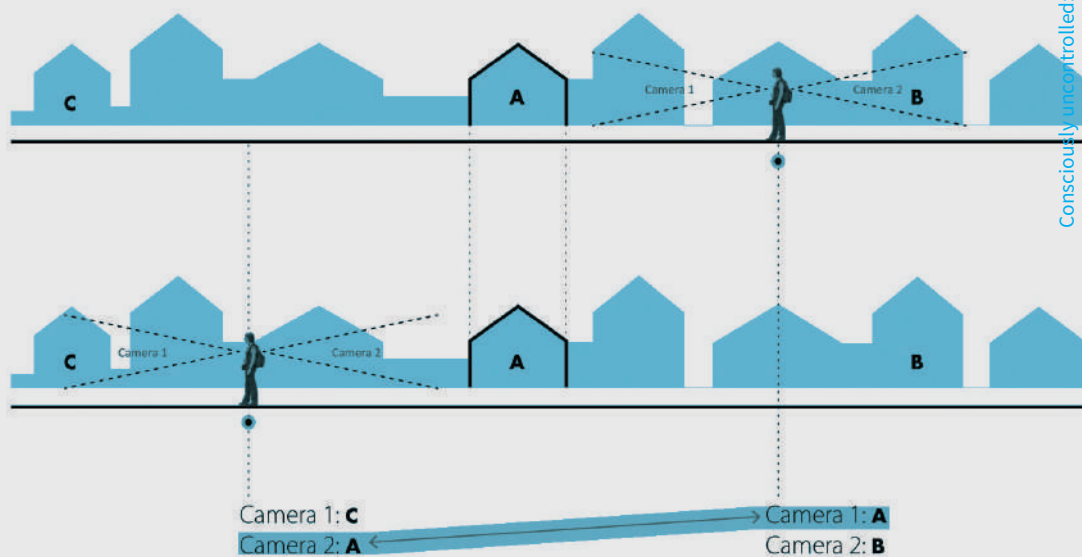 Consciously uncontrolled:
C
A
Camera 1
Camera 2
B
C
Camera 1
Camera 2
A
B
Camera 1: C
Camera 2: A
Camera 1: A
Camera 2: B